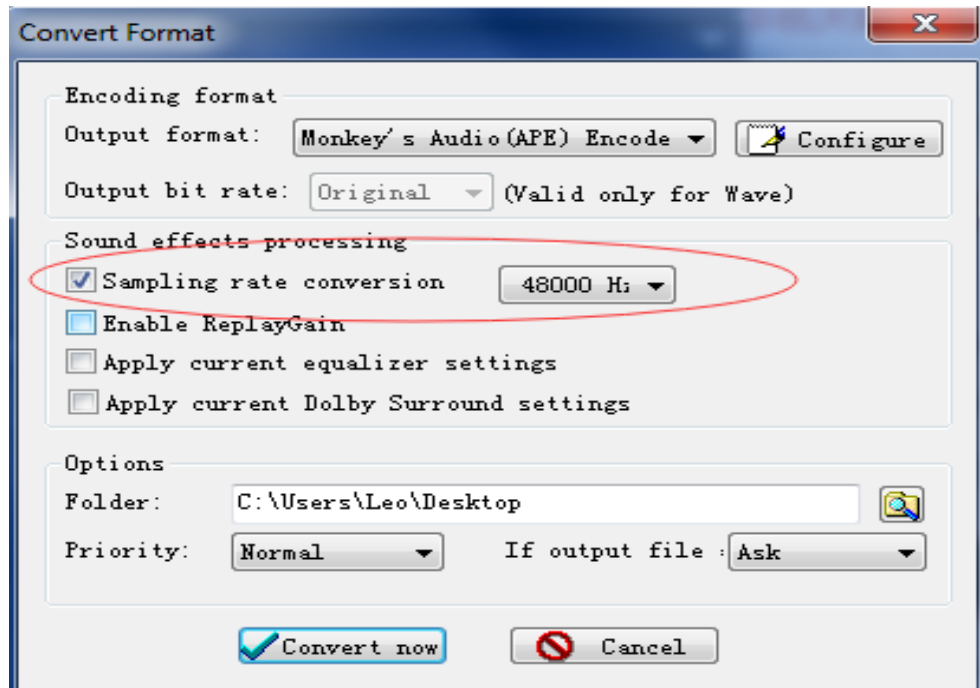 Convert Format
Encoding format
Output format: Monkey's Audio(APE) Encode Configure
Output bit rate: Original (Valid only for Wave)
Sound effects processing
Sampling rate conversion 48000 Hz
Enable ReplayGain
Apply current equalizer settings
Apply current Dolby Surround settings
Options
Folder: C:\Users\Leo\Desktop
Priority: Normal If output file : Ask
Convert now Cancel